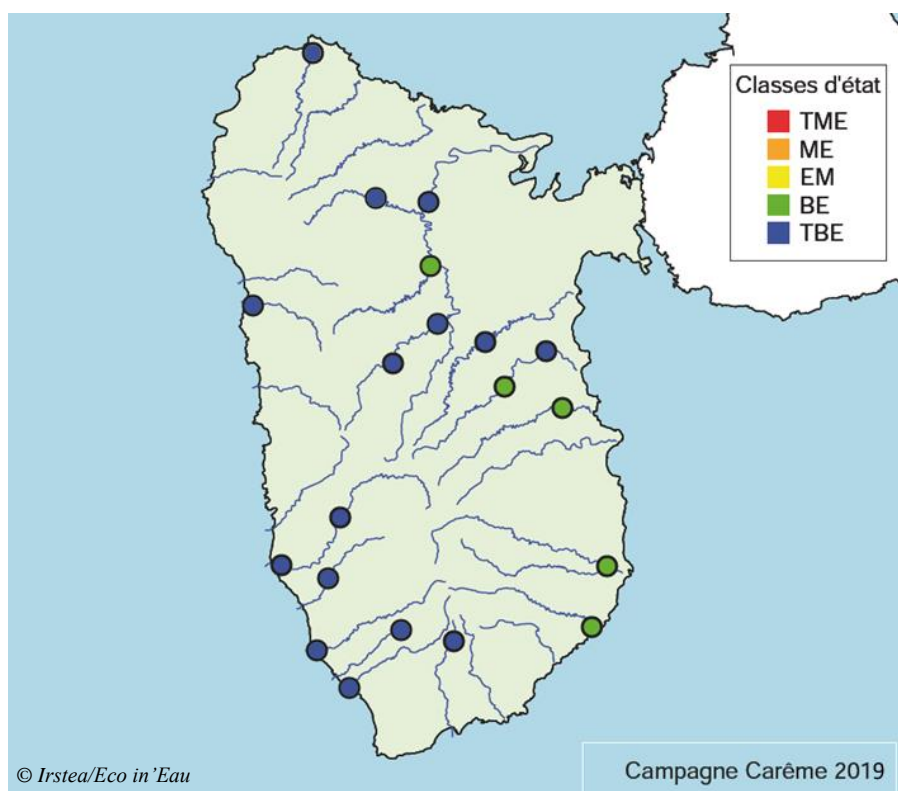 Classes d'état
TME
ME
EM
BE
TBE
© Irstea/Eco in’Eau
Campagne Carême 2019